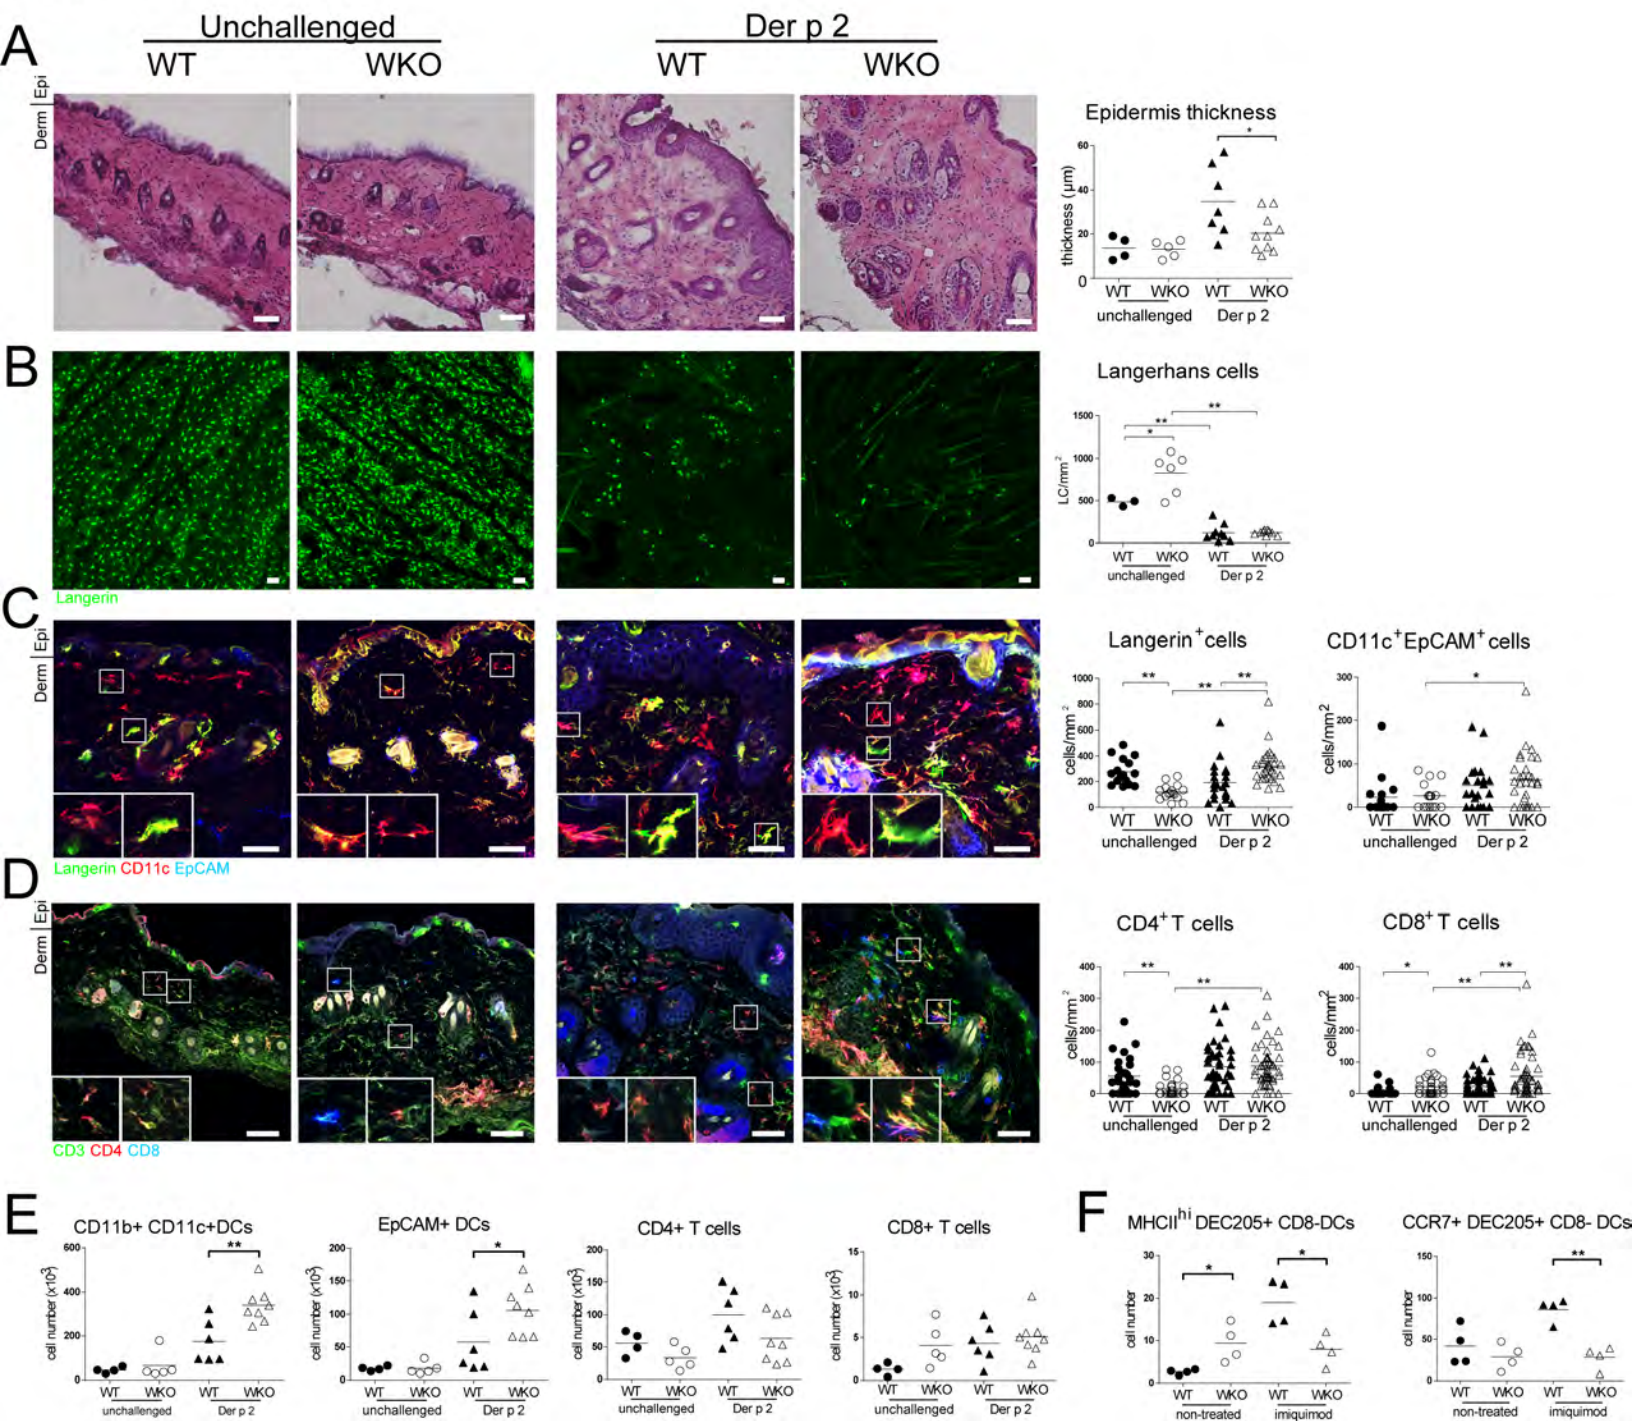 A
Unchallenged
Der p 2
WT WKO WT WKO
Derm | Epi
Epidermis thickness
*
thickness (µm)
60
40
20
0
WT WKO WT WKO
unchallenged Der p 2
B
Langerhans cells
**
**
*
LC/mm²
1500
1000
500
0
WT WKO WT WKO
unchallenged Der p 2
Langerin
C
Derm | Epi
Langerin⁺cells
** **
**
cells/mm²
1000
800
600
400
200
0
WT WKO WT WKO
unchallenged Der p 2
CD11c⁺EpCAM⁺cells
*
cells/mm²
300
200
100
0
WT WKO WT WKO
unchallenged Der p 2
Langerin CD11c EpCAM
D
Derm | Epi
CD4⁺ T cells
**
**
cells/mm²
400
300
200
100
0
WT WKO WT WKO
unchallenged Der p 2
CD8⁺ T cells
* **
**
cells/mm²
400
300
200
100
0
WT WKO WT WKO
unchallenged Der p 2
CD3 CD4 CD8
E
CD11b+ CD11c+DCs
**
cell number (x10³)
600
400
200
0
WT WKO WT WKO
unchallenged Der p 2
EpCAM+ DCs
*
cell number (x10³)
200
150
100
50
0
WT WKO WT WKO
unchallenged Der p 2
CD4+ T cells
cell number (x10³)
200
150
100
50
0
WT WKO WT WKO
unchallenged Der p 2
CD8+ T cells
cell number (x10³)
15
10
5
0
WT WKO WT WKO
unchallenged Der p 2
F
MHCIIʰⁱ DEC205+ CD8-DCs
*
*
cell number
30
20
10
0
WT WKO WT WKO
non-treated imiquimod
CCR7+ DEC205+ CD8- DCs
**
cell number
150
100
50
0
WT WKO WT WKO
non-treated imiquimod